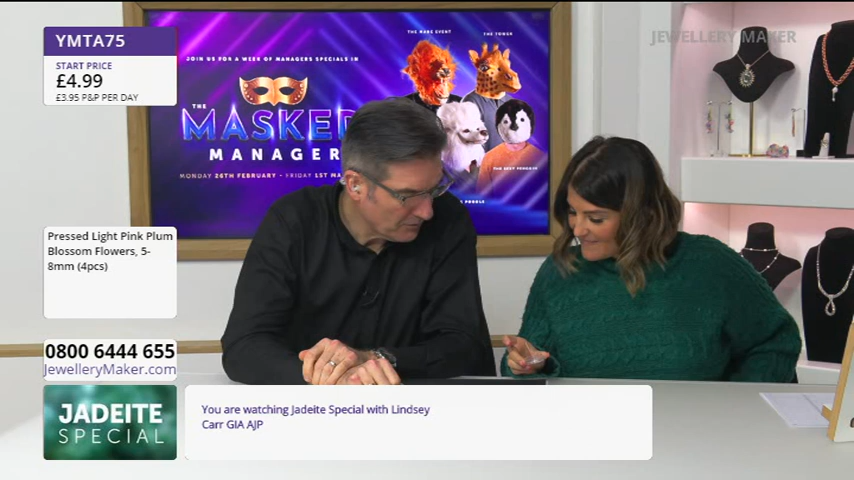 YMTA75
START PRICE
£4.99
£3.95 P&P PER DAY
JEWELLERY MAKER
THE
JOIN US FOR A WEEK OF MANAGERS SPECIALS IN
THE
MASKED
MANAGER
MONDAY 26TH FEBRUARY - FRIDAY 1ST MA
Pressed Light Pink Plum
Blossom Flowers, 5-
8mm (4pcs)
0800 6444 655
JewelleryMaker.com
JADEITE
SPECIAL
You are watching Jadeite Special with Lindsey
Carr GIA AJP